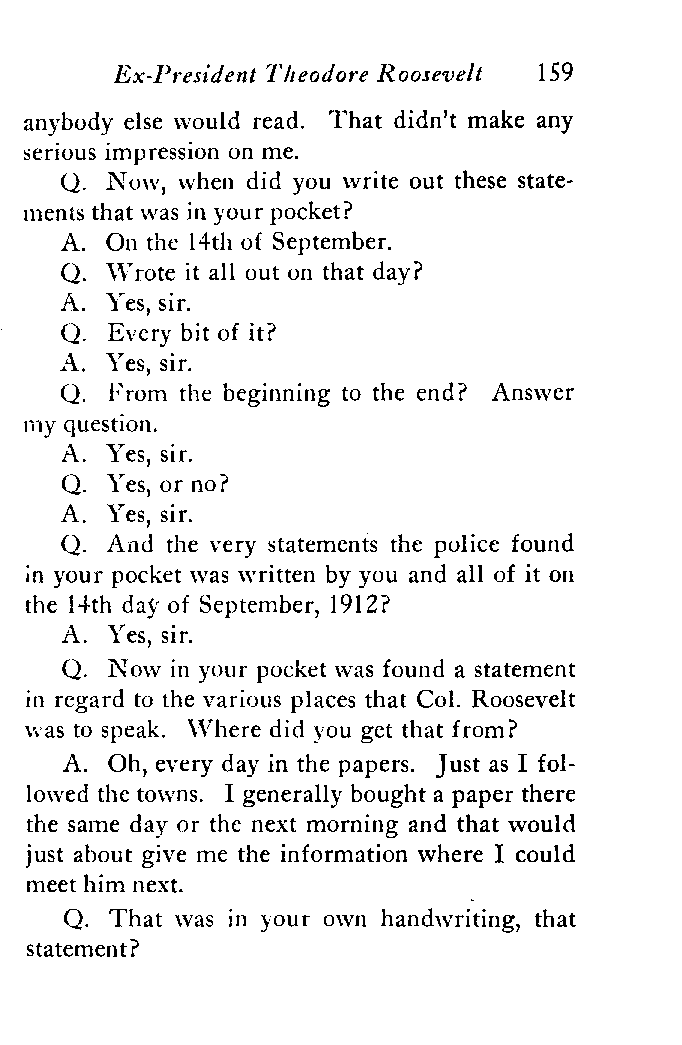 Ex-President Theodore Roosevelt 159
anybody else would read. That didn't make any
serious impression on me.
Q. Now, when did you write out these state-
ments that was in your pocket?
A. On the 14th of September.
Q. Wrote it all out on that day?
A. Yes, sir.
Q. Every bit of it?
A. Yes, sir.
Q. From the beginning to the end? Answer
my question.
A. Yes, sir.
Q. Yes, or no?
A. Yes, sir.
Q. And the very statements the police found
in your pocket was written by you and all of it on
the 14th day of September, 1912?
A. Yes, sir.
Q. Now in your pocket was found a statement
in regard to the various places that Col. Roosevelt
was to speak. Where did you get that from?
A. Oh, every day in the papers. Just as I fol-
lowed the towns. I generally bought a paper there
the same day or the next morning and that would
just about give me the information where I could
meet him next.
Q. That was in your own handwriting, that
statement?